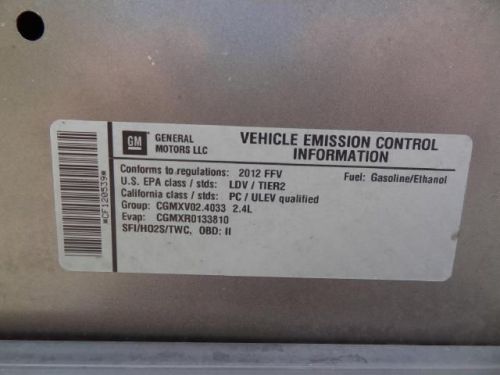 GM
GENERAL
MOTORS LLC
VEHICLE EMISSION CONTROL
INFORMATION
Conforms to regulations: 2012 FFV
Fuel: Gasoline/Ethanol
U.S. EPA class / stds: LDV / TIER2
California class / stds: PC / ULEV qualified
Group: CGMXV02.4033 2.4L
Evap: CGMXR0133810
SFI/HO2S/TWC, OBD: II
*CF120539*